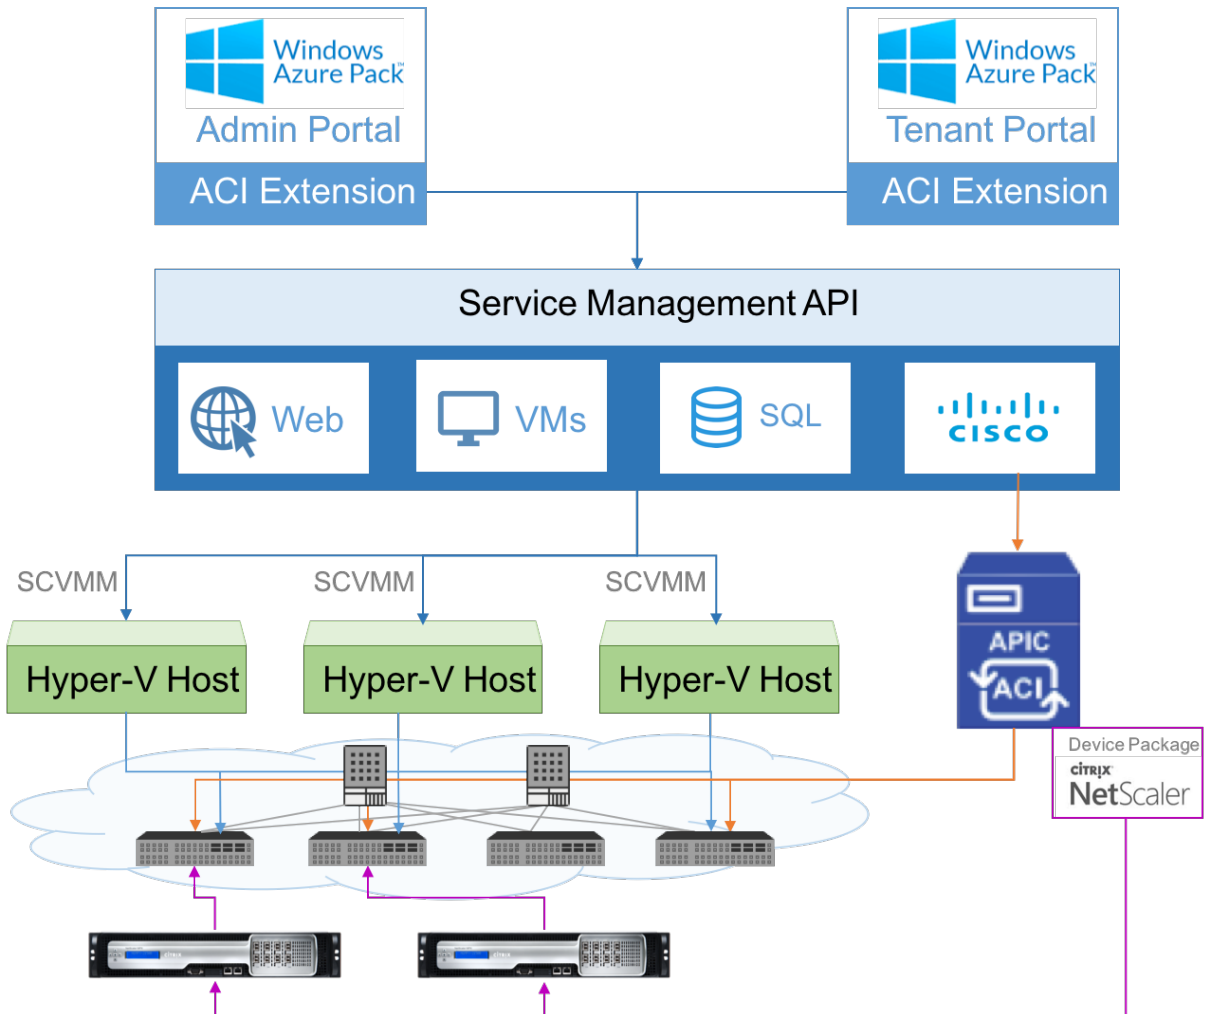 Windows
Azure Pack
Admin Portal
ACI Extension
Windows
Azure Pack
Tenant Portal
ACI Extension
Service Management API
Web
VMs
SQL
CISCO
SCVMM
SCVMM
SCVMM
Hyper-V Host
Hyper-V Host
Hyper-V Host
APIC
ACI
Device Package
CITRIX
NetScaler